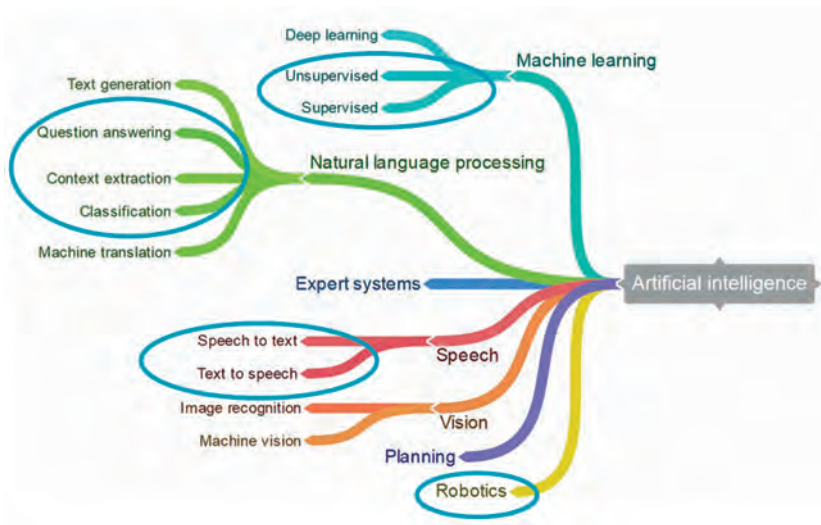 Deep learning
Machine learning
Unsupervised
Supervised
Text generation
Question answering
Natural language processing
Context extraction
Classification
Machine translation
Expert systems
Artificial intelligence
Speech to text
Speech
Text to speech
Image recognition
Vision
Machine vision
Planning
Robotics